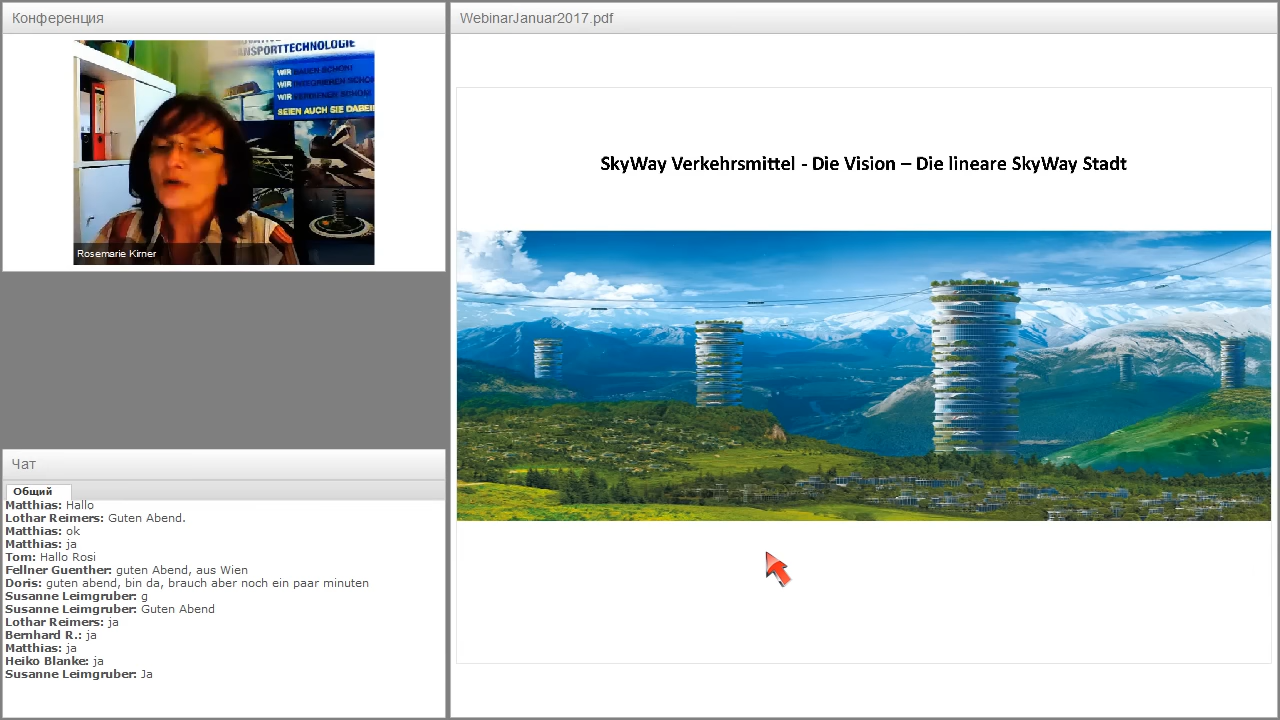 Конференция
SPORTTECHNOLOGIE
WIR
WIR
WIR
SEIEN AUCH SIE DABEI
Rosemarie Kirner
Чат
Общий
Matthias: Hallo
Lothar Reimers: Guten Abend.
Matthias: ok
Matthias: ja
Tom: Hallo Rosi
Fellner Guenther: guten Abend, aus Wien
Doris: guten abend, bin da, brauch aber noch ein paar minuten
Susanne Leimgruber: g
Susanne Leimgruber: Guten Abend
Lothar Reimers: ja
Bernhard R.: ja
Matthias: ja
Heiko Blanke: ja
Susanne Leimgruber: Ja
WebinarJanuar2017.pdf
SkyWay Verkehrsmittel - Die Vision – Die lineare SkyWay Stadt